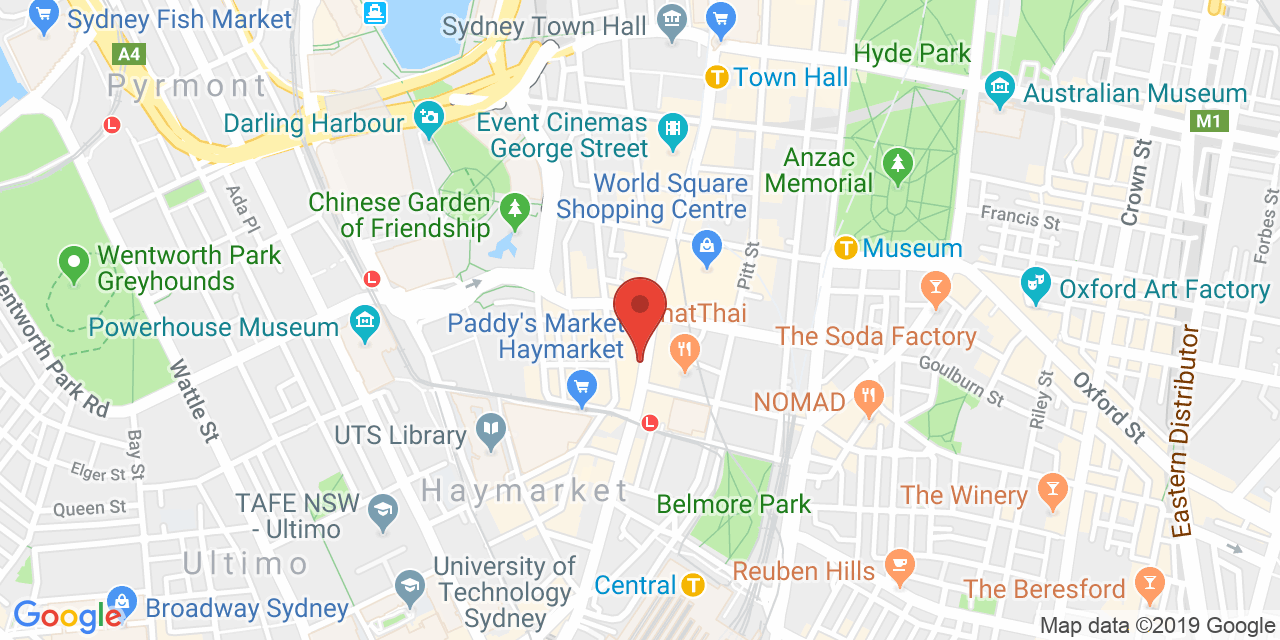 Sydney Fish Market
Sydney Town Hall
A4
Pyrmont
T
Town Hall
Hyde Park
Australian Museum
M1
L
Darling Harbour
Event Cinemas
George Street
Anzac
Memorial
Crown St
Forbes St
Ada Pl
Chinese Garden
of Friendship
World Square
Shopping Centre
Francis St
Wentworth Park
Greyhounds
L
Pitt St
T
Museum
Oxford Art Factory
Wentworth Park Rd
Powerhouse Museum
Paddy's Market
Haymarket
hatThai
The Soda Factory
Goulburn St
Wattle St
Riley St
Oxford St
Eastern Distributor
NOMAD
L
UTS Library
Bay St
Elger St
Queen St
Haymarket
TAFE NSW
- Ultimo
Belmore Park
The Winery
Ultimo
University of
Technology
Sydney
Central
T
Reuben Hills
The Beresford
Google
Broadway Sydney
Map data ©2019 Google